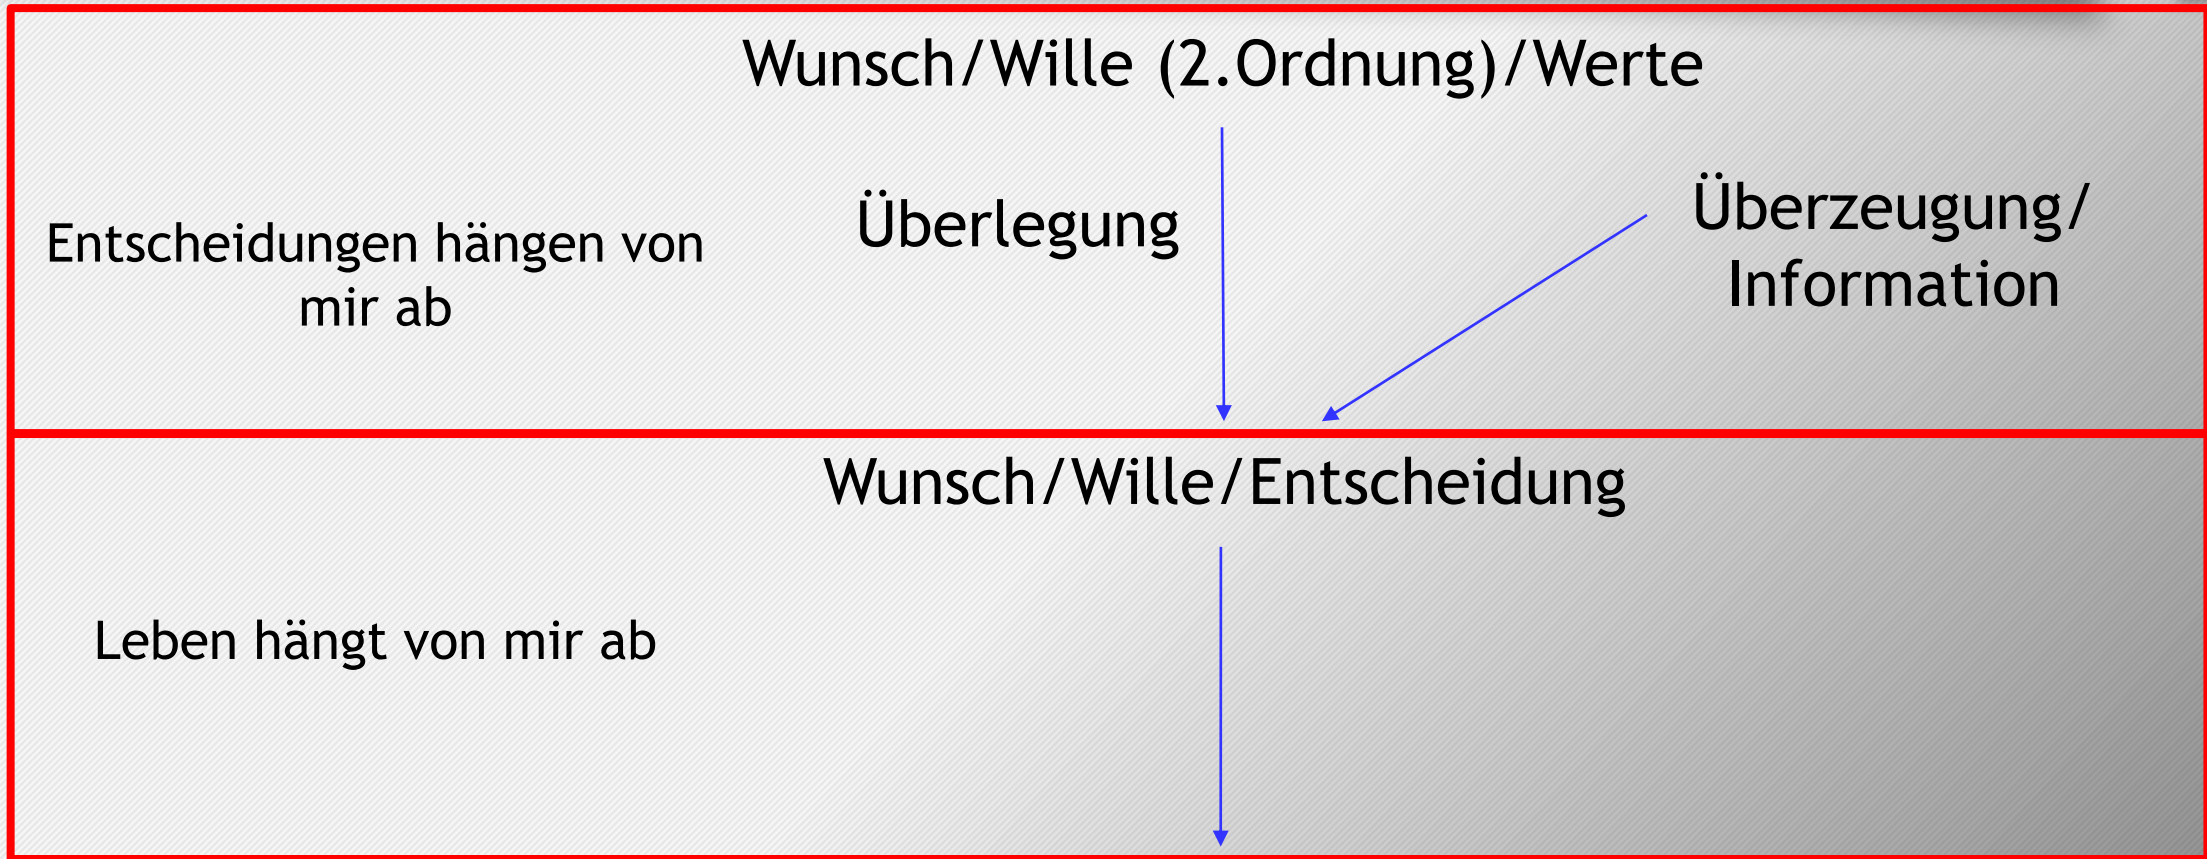 Wunsch/Wille (2.Ordnung)/Werte
Entscheidungen hängen von
mir ab
Überlegung
Überzeugung/
Information
Wunsch/Wille/Entscheidung
Leben hängt von mir ab